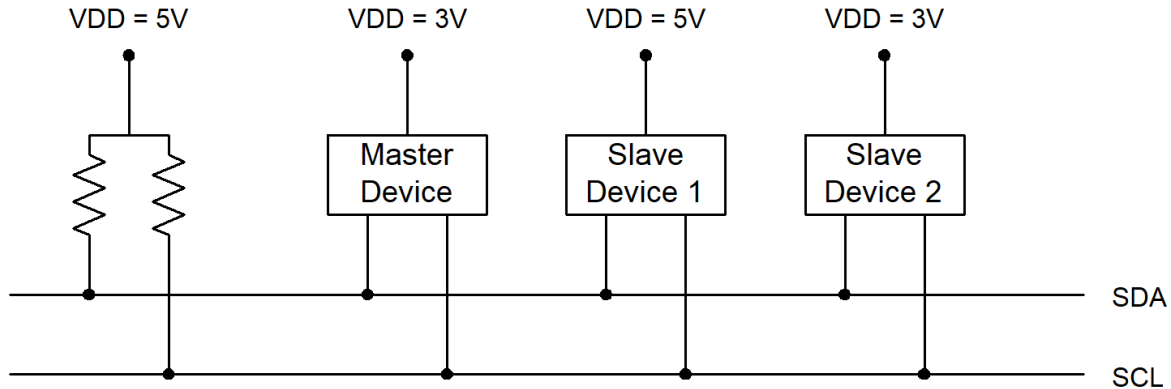 VDD = 5V
VDD = 3V
VDD = 5V
VDD = 3V
Master
Device
Slave
Device 1
Slave
Device 2
SDA
SCL